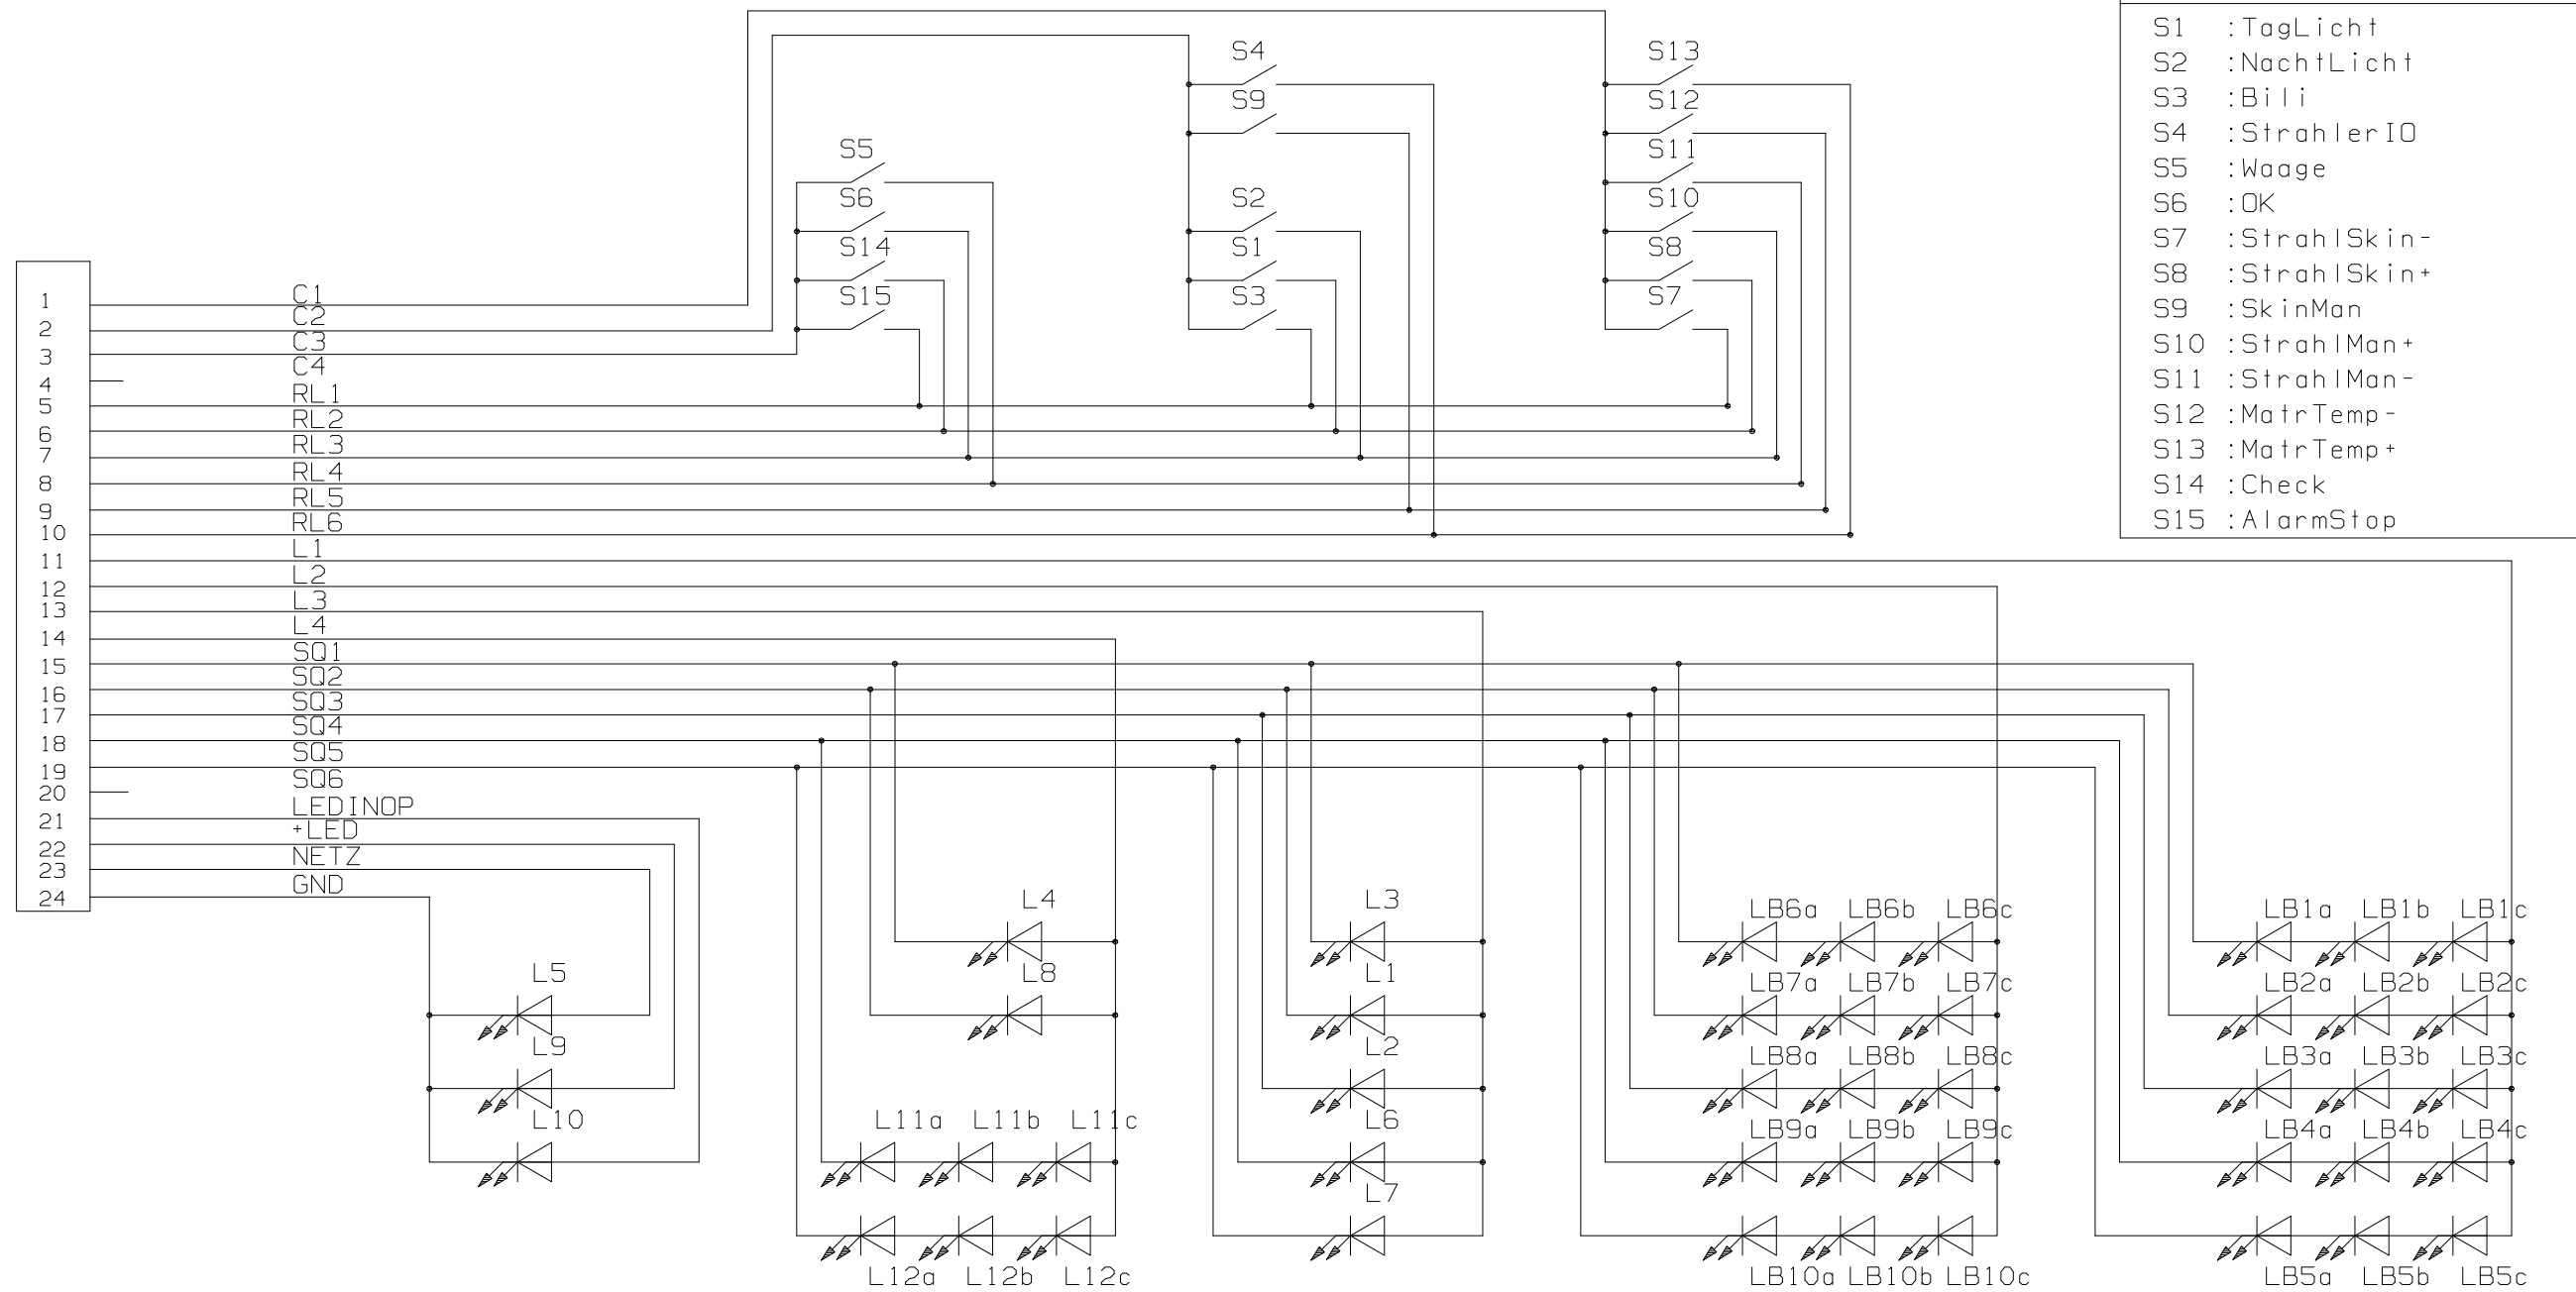 S1 :TagLicht
S2 :NachtLicht
S3 :Bili
S4 :StrahlerIO
S5 :Waage
S6 :OK
S7 :StrahlSkin-
S8 :StrahlSkin+
S9 :SkinMan
S10 :StrahlMan+
S11 :StrahlMan-
S12 :MatrTemp-
S13 :MatrTemp+
S14 :Check
S15 :AlarmStop
S4 S13
S9 S12
S5 S11
S6 S2 S10
S14 S1 S8
S15 S3 S7
1 C1
2 C2
3 C3
4 C4
5 RL1
6 RL2
7 RL3
8 RL4
9 RL5
10 RL6
11 L1
12 L2
13 L3
14 L4
15 SQ1
16 SQ2
17 SQ3
18 SQ4
19 SQ5
20 SQ6
21 LEDINOP
22 +LED
23 NETZ
24 GND
L4 L3 LB6a LB6b LB6c LB1a LB1b LB1c
L5 L8 L1 LB7a LB7b LB7c LB2a LB2b LB2c
L9 L2 LB8a LB8b LB8c LB3a LB3b LB3c
L10 L11a L11b L11c L6 LB9a LB9b LB9c LB4a LB4b LB4c
L7
L12a L12b L12c LB10a LB10b LB10c LB5a LB5b LB5c